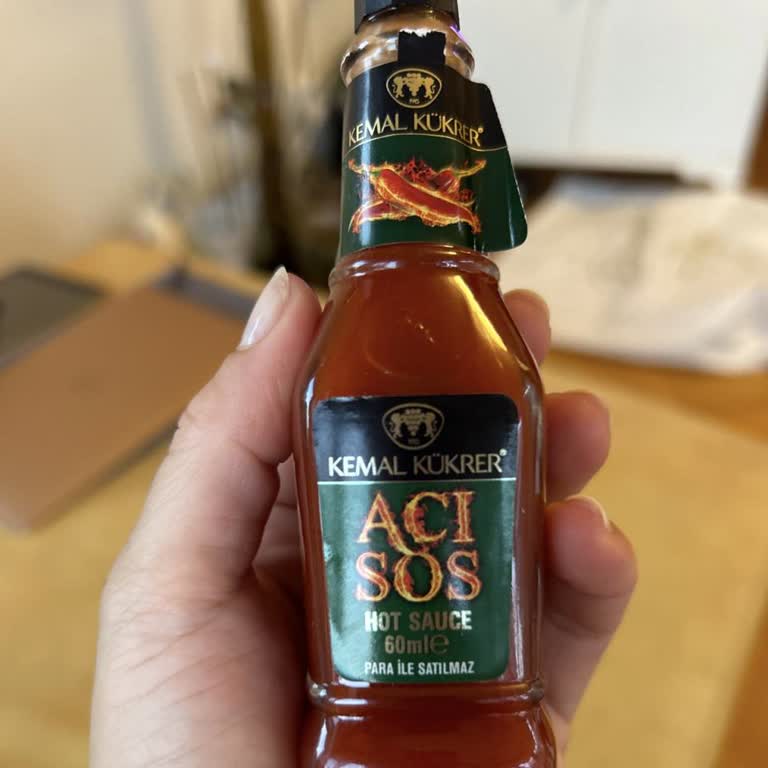 KEMAL KÜKRER®
KEMAL KÜKRER®
ACI
SOS
HOT SAUCE
60ml℮
PARA İLE SATILMAZ